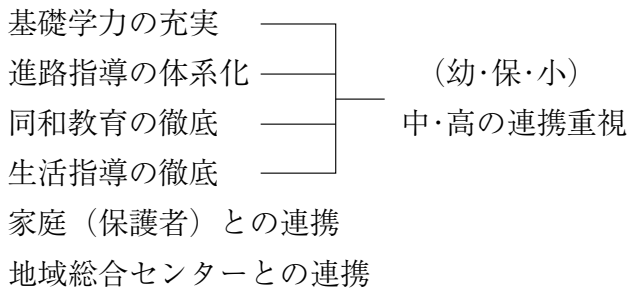 基礎学力の充実
進路指導の体系化
同和教育の徹底
生活指導の徹底
(幼･保･小)
中･高の連携重視
家庭(保護者)との連携
地域総合センターとの連携